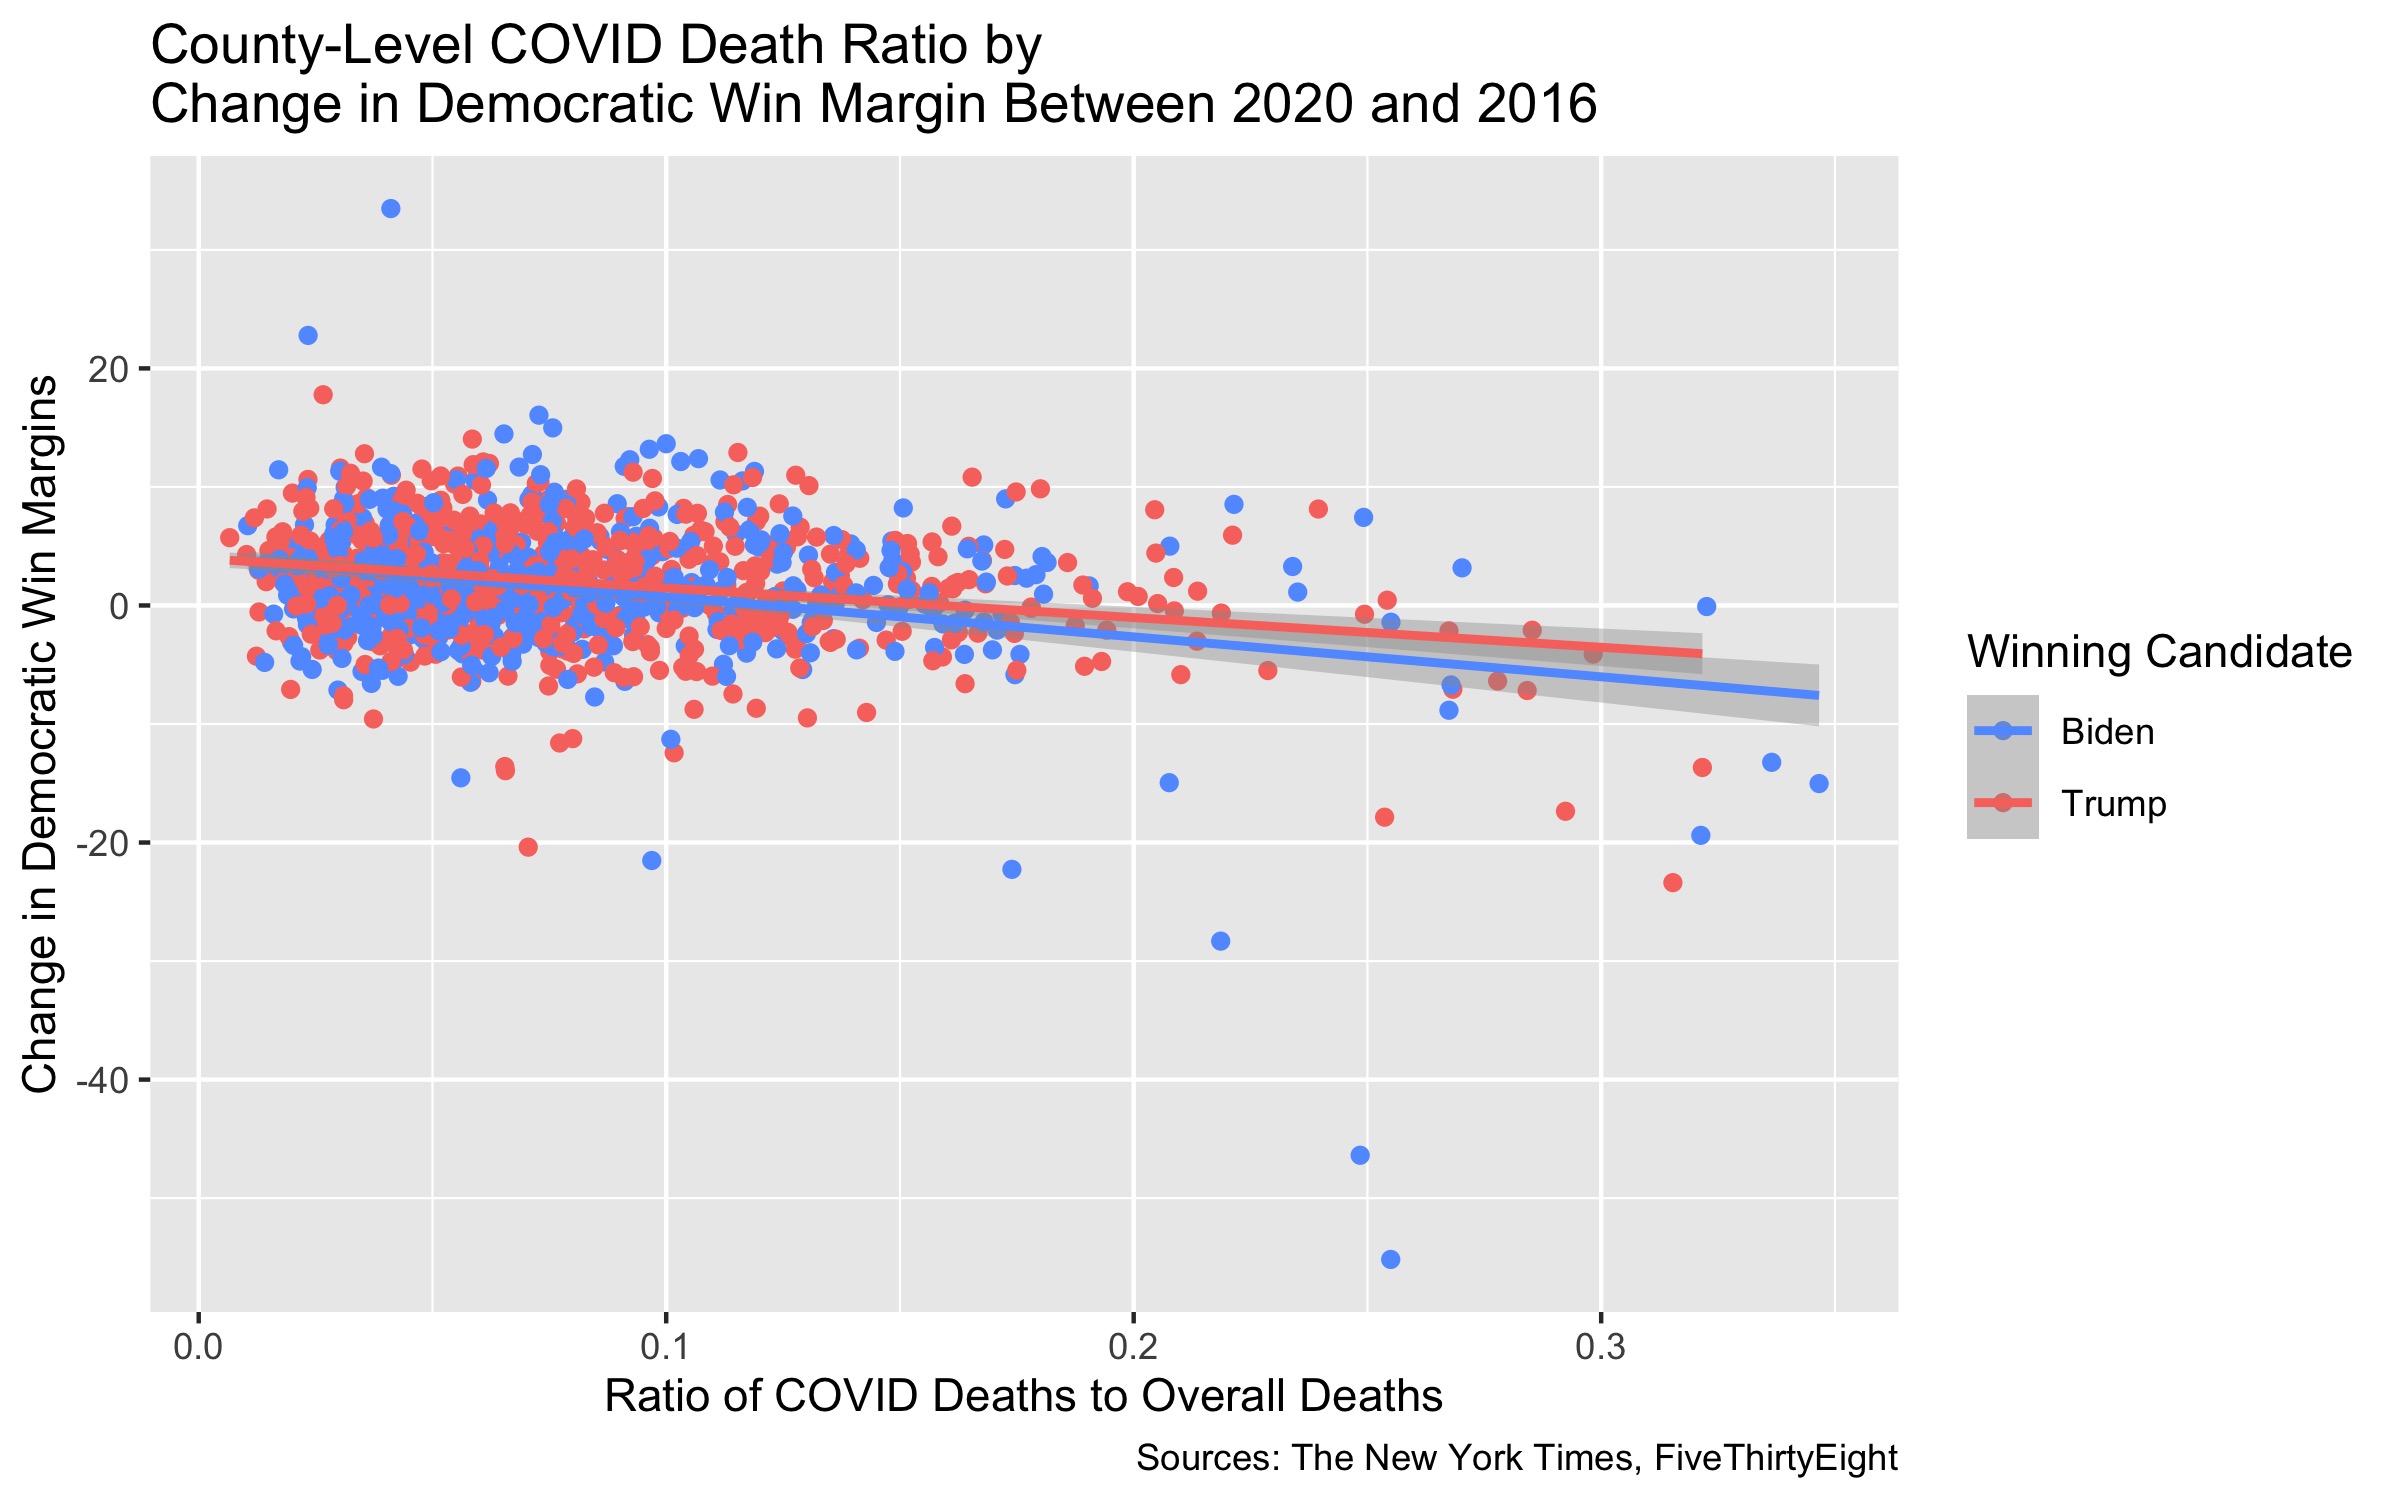 County-Level COVID Death Ratio by
Change in Democratic Win Margin Between 2020 and 2016
Change in Democratic Win Margins
20
0
-20
-40
0.0
0.1
0.2
0.3
Ratio of COVID Deaths to Overall Deaths
Winning Candidate
Biden
Trump
Sources: The New York Times, FiveThirtyEight